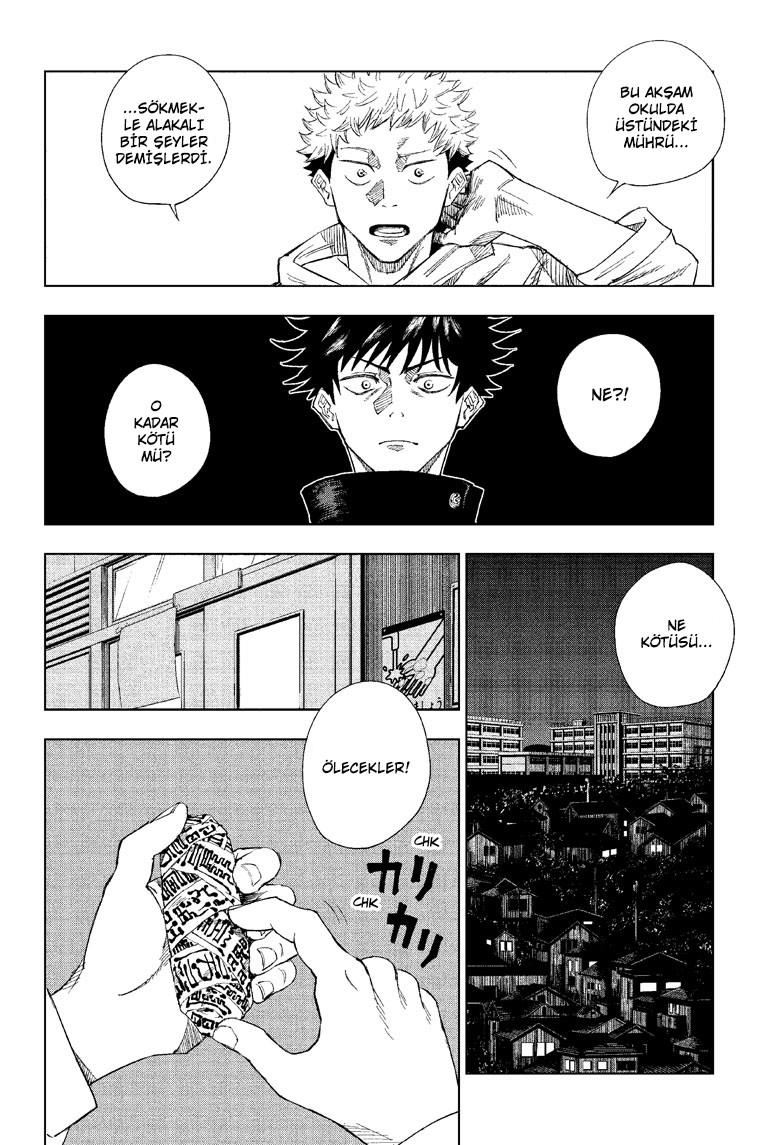 BU AKŞAM
OKULDA
ÜSTÜNDEKİ
MÜHRÜ...
...SÖKMEK-
LE ALAKALI
BİR ŞEYLER
DEMİŞLERDİ.
NE?!
O
KADAR
KÖTÜ
MÜ?
NE
KÖTÜSÜ...
ÖLECEKLER!
CHK
カリ
CHK
カリ